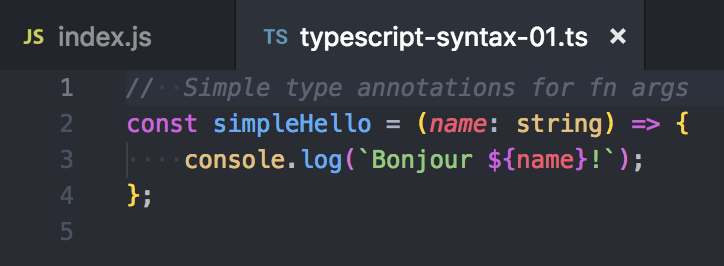 JS index.js
TS typescript-syntax-01.ts ×
1 //  Simple type annotations for fn args
2 const simpleHello = (name: string) => {
3     console.log(`Bonjour ${name}!`);
4 };
5